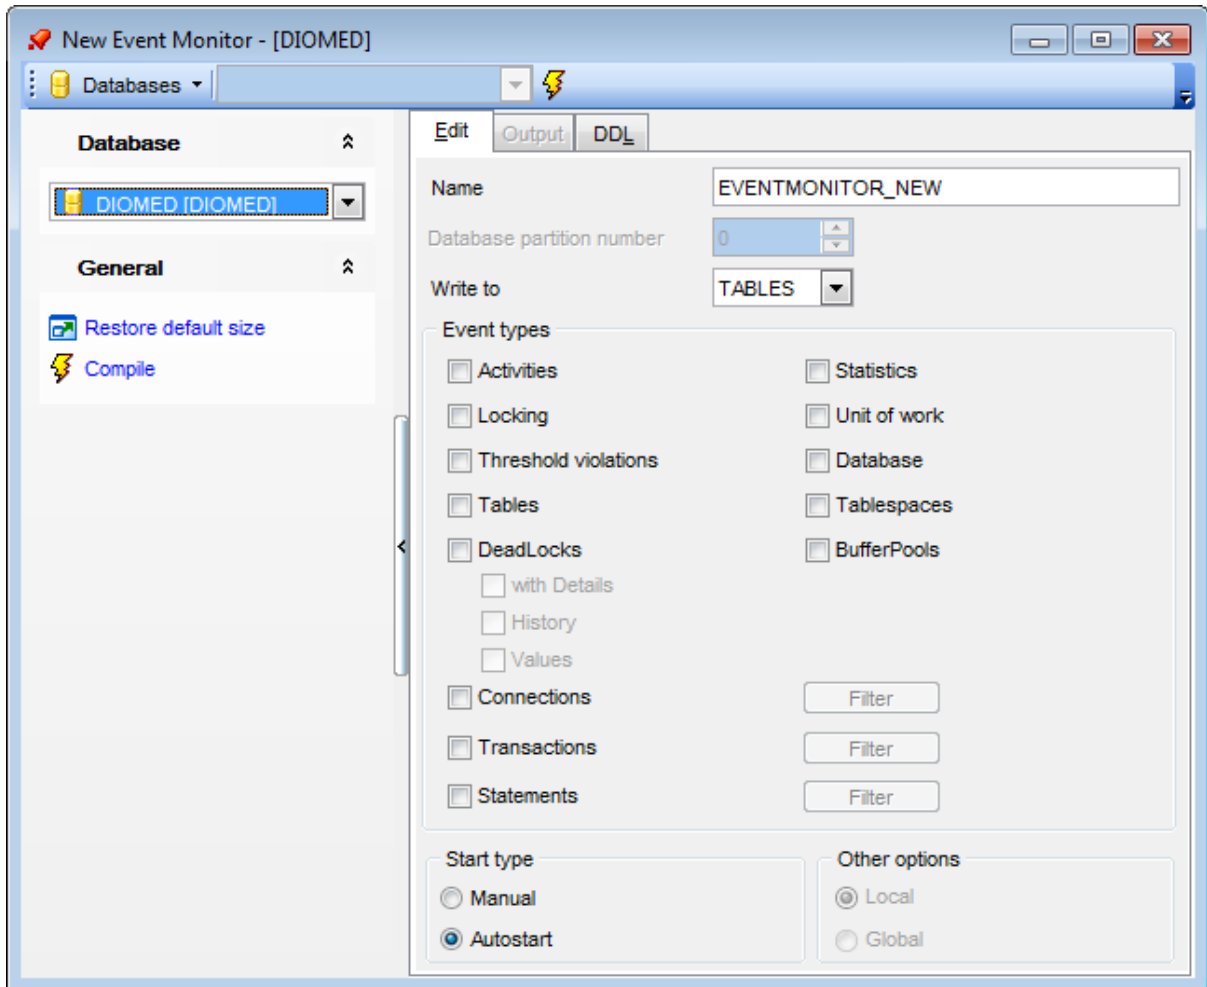 New Event Monitor - [DIOMED]
Databases
Database
DIOMED [DIOMED]
General
Restore default size
Compile
Edit Output DDL
Name EVENTMONITOR_NEW
Database partition number 0
Write to TABLES
Event types
Activities Statistics
Locking Unit of work
Threshold violations Database
Tables Tablespaces
DeadLocks BufferPools
with Details
History
Values
Connections Filter
Transactions Filter
Statements Filter
Start type
Manual
Autostart
Other options
Local
Global